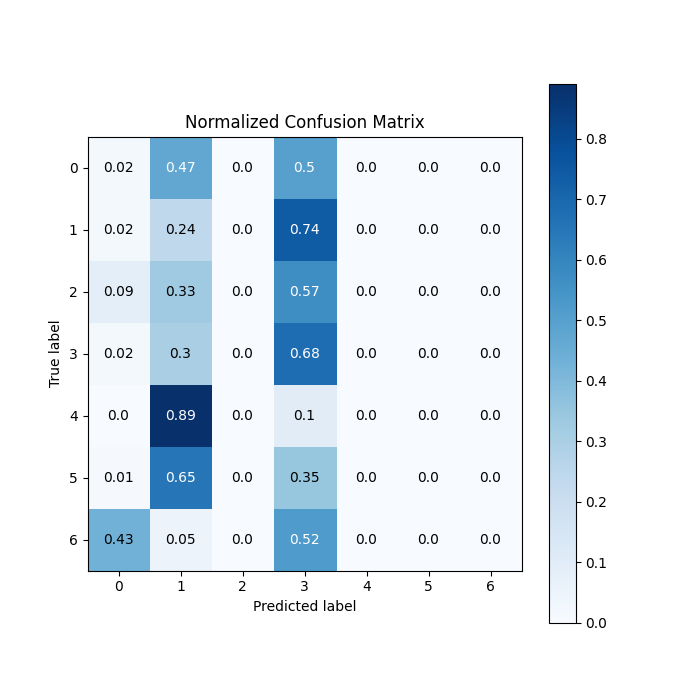 Normalized Confusion Matrix
True label
0 0.02 0.47 0.0 0.5 0.0 0.0 0.0
1 0.02 0.24 0.0 0.74 0.0 0.0 0.0
2 0.09 0.33 0.0 0.57 0.0 0.0 0.0
3 0.02 0.3 0.0 0.68 0.0 0.0 0.0
4 0.0 0.89 0.0 0.1 0.0 0.0 0.0
5 0.01 0.65 0.0 0.35 0.0 0.0 0.0
6 0.43 0.05 0.0 0.52 0.0 0.0 0.0
0 1 2 3 4 5 6
Predicted label
0.8
0.7
0.6
0.5
0.4
0.3
0.2
0.1
0.0